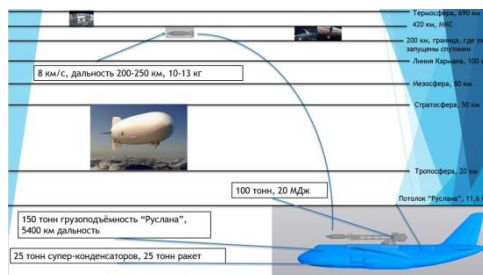 Термосфера, 690 км
420 км, МКС
200 км, граница, где уже
запущены спутники
Линия Кармана, 100 к
8 км/с, дальность 200-250 км, 10-13 кг
Мезосфера, 80 км
Стратосфера, 50 км
Тропосфера, 20 км
100 тонн, 20 МДж
Потолок "Руслана", 11,6 к
150 тонн грузоподъёмность "Руслана",
5400 км дальность
25 тонн супер-конденсаторов, 25 тонн ракет